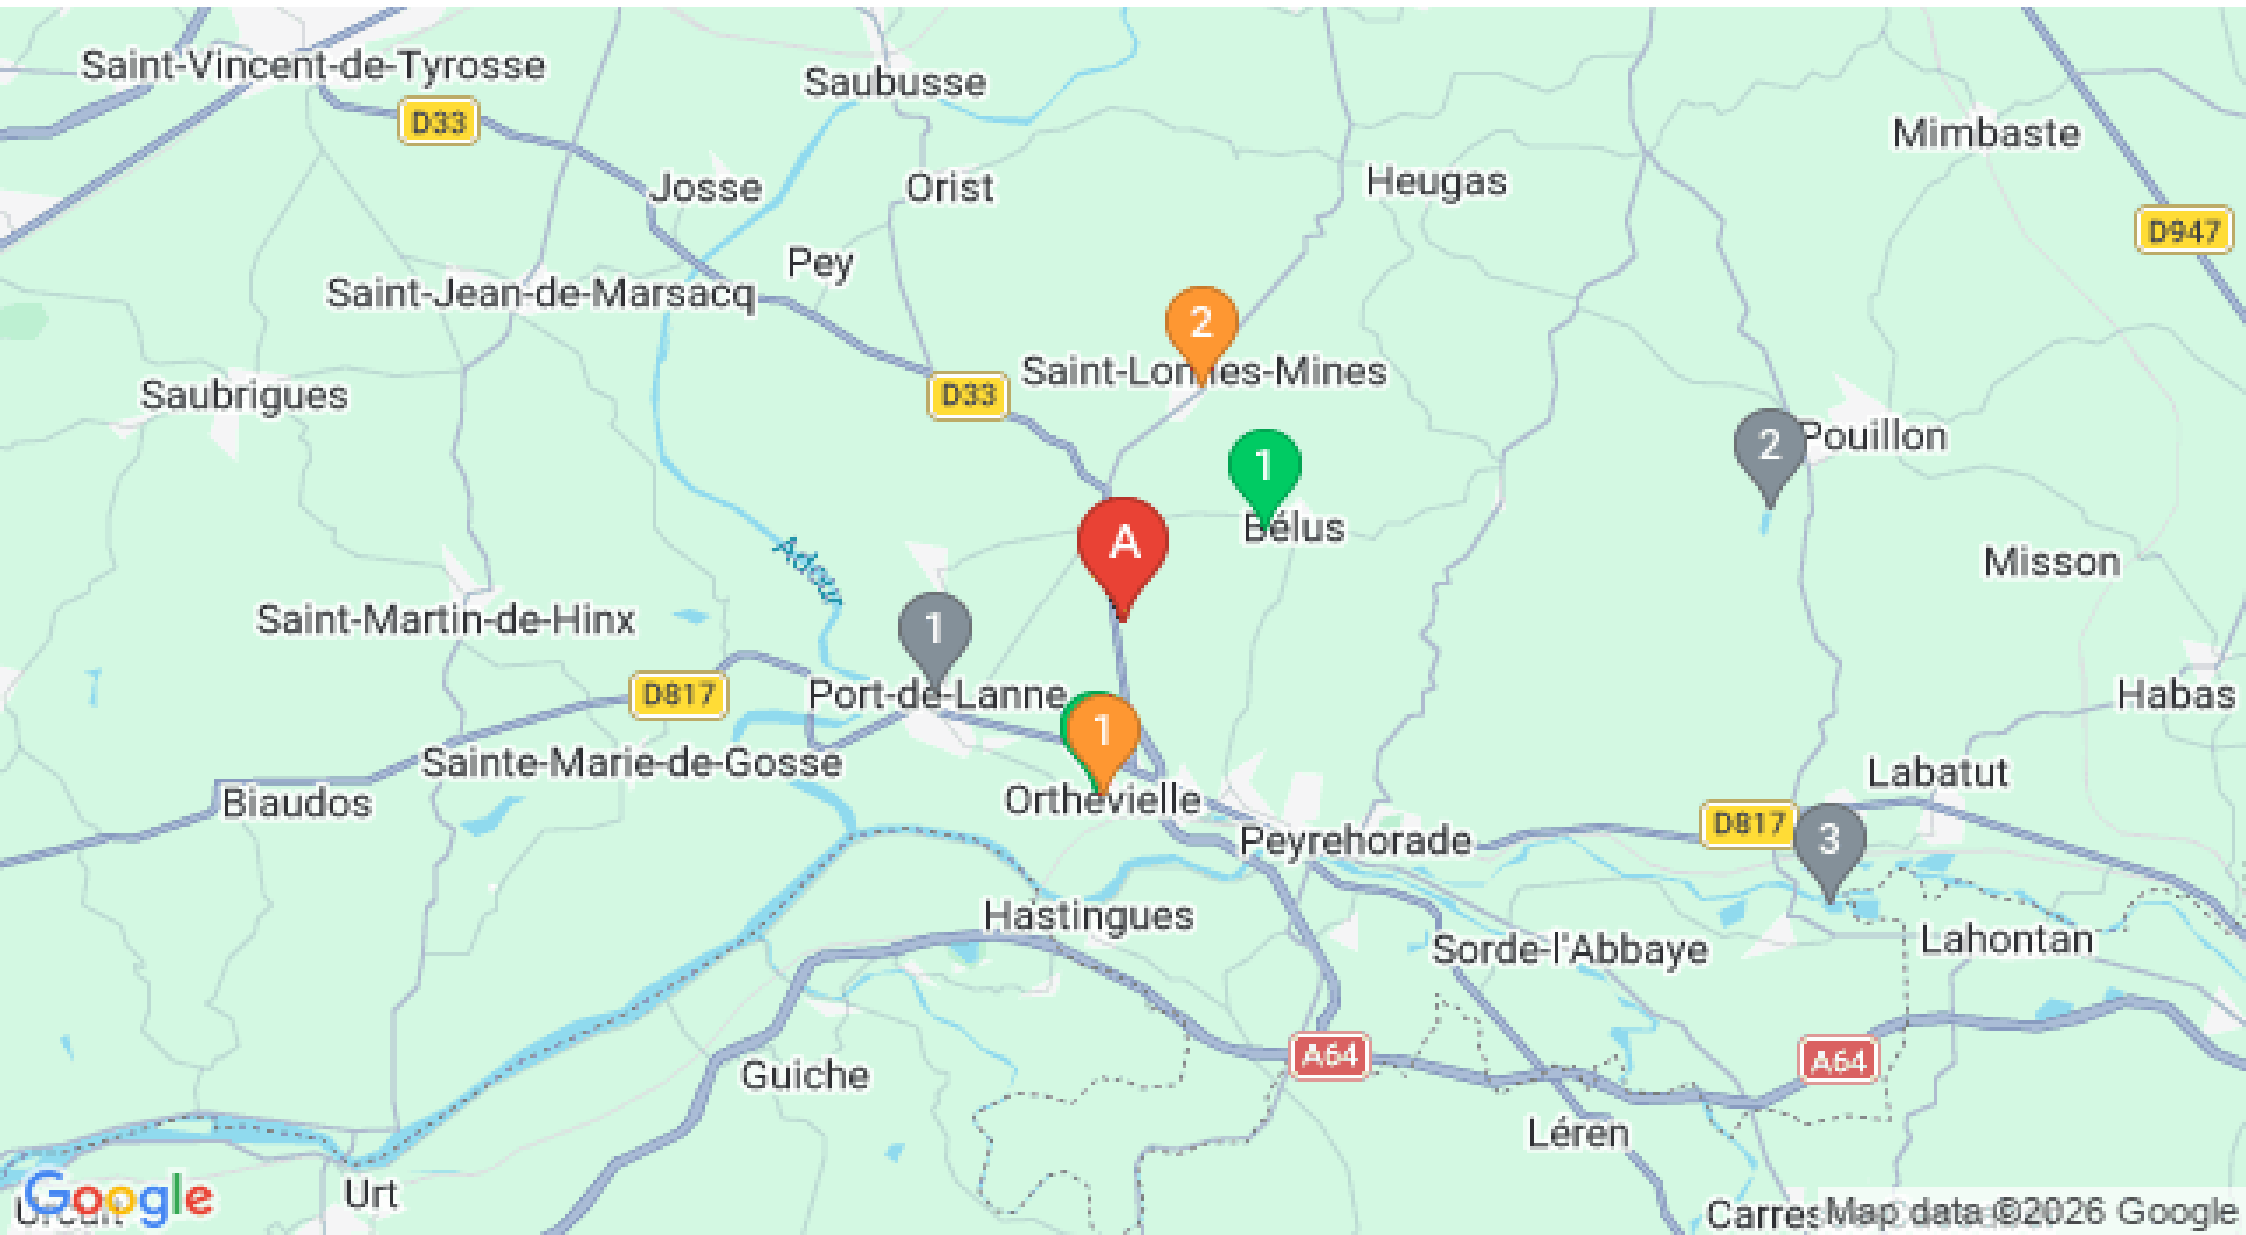 Saint-Vincent-de-Tyrosse
Saubusse
D33
Mimbaste
Josse
Orist
Heugas
D947
Pey
Saint-Jean-de-Marsacq
2
Saint-Lon-les-Mines
Saubrigues
D33
1
2
Pouillon
Bélus
A
Adour
Misson
Saint-Martin-de-Hinx
1
D817
Port-de-Lanne
Habas
1
Sainte-Marie-de-Gosse
Labatut
Biaudos
Orthevielle
D817
3
Peyrehorade
Hastingues
Sorde-l'Abbaye
Lahontan
A64
A64
Guiche
Léren
Urt
Google
Map data ©2026 Google